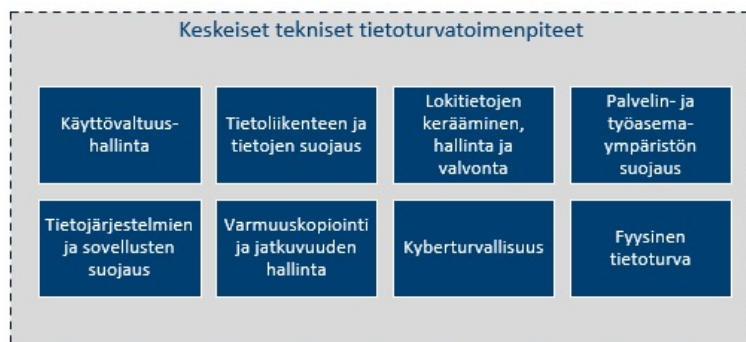 Keskeiset tekniset tietoturvatoimenpiteet
Käyttövaltuus-
hallinta
Tietoliikenteen ja
tietojen suojaus
Lokitietojen
kerääminen,
hallinta ja
valvonta
Palvelin- ja
työasema-
ympäristön
suojaus
Tietojärjestelmien
ja sovellusten
suojaus
Varmuuskopiointi
ja jatkuvuuden
hallinta
Kyberturvallisuus
Fyysinen
tietoturva